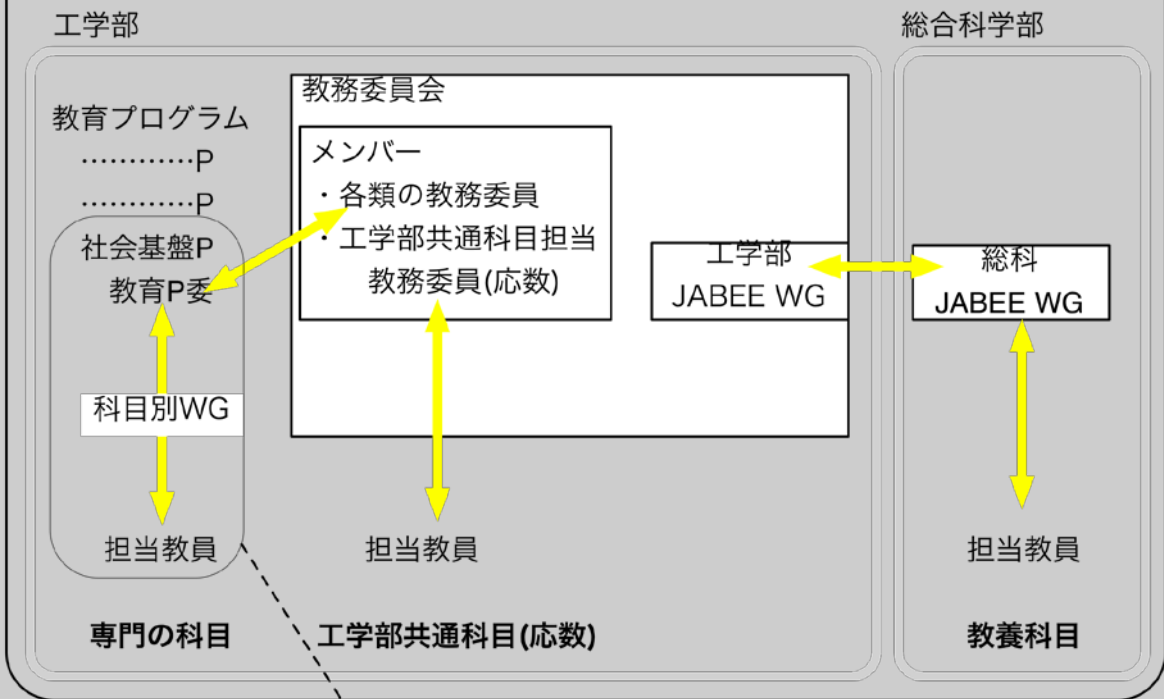 工学部
総合科学部
教育プログラム
…………P
…………P
社会基盤P
教育P委
科目別WG
担当教員
専門の科目
教務委員会
メンバー
・各類の教務委員
・工学部共通科目担当
教務委員(応数)
担当教員
工学部共通科目(応数)
工学部
JABEE WG
総科
JABEE WG
担当教員
教養科目